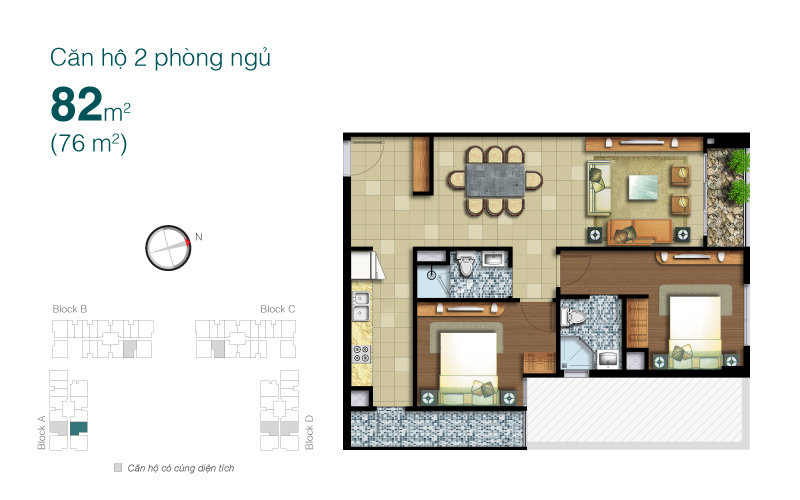 Căn hộ 2 phòng ngủ
82m²
(76 m²)
N
Block B
Block C
Block A
Block D
Căn hộ có cùng diện tích